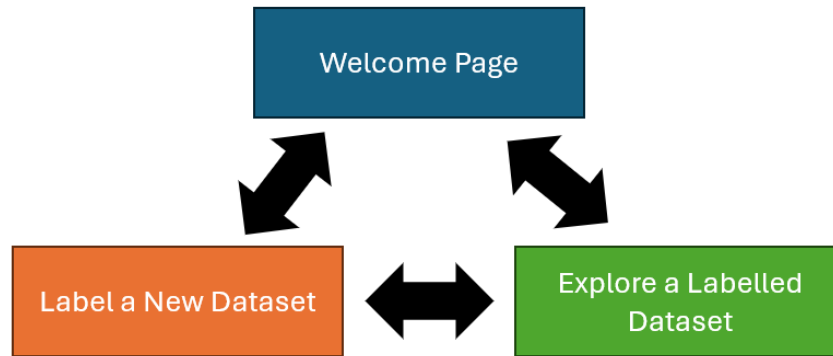 Welcome Page
Label a New Dataset
Explore a Labelled
Dataset